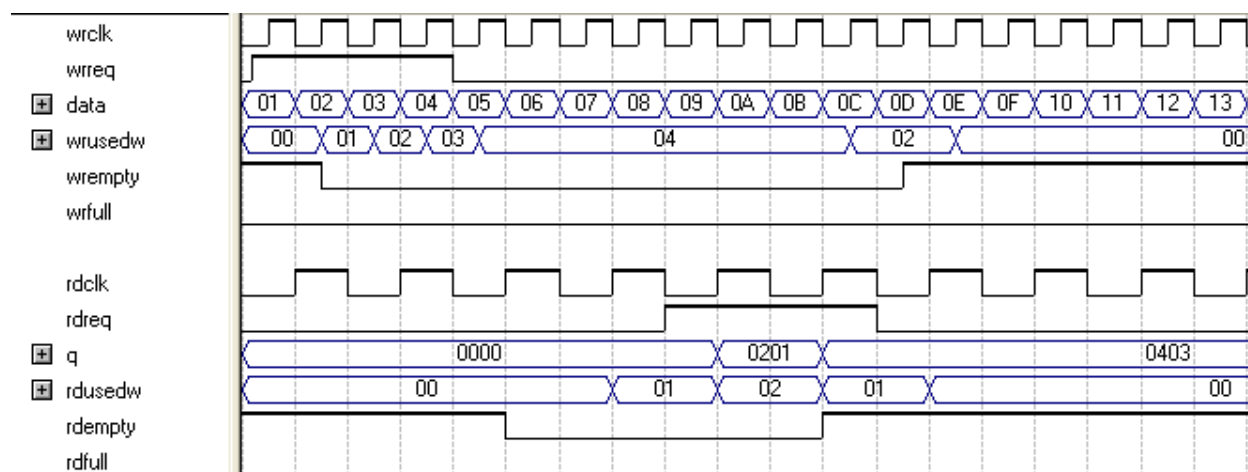 wrclk
wrreq
data 01 02 03 04 05 06 07 08 09 0A 0B 0C 0D 0E 0F 10 11 12 13
wrusedw 00 01 02 03 04 02 00
wrempty
wrfull
rdclk
rdreq
q 0000 0201 0403
rdusedw 00 01 02 01 00
rdempty
rdfull